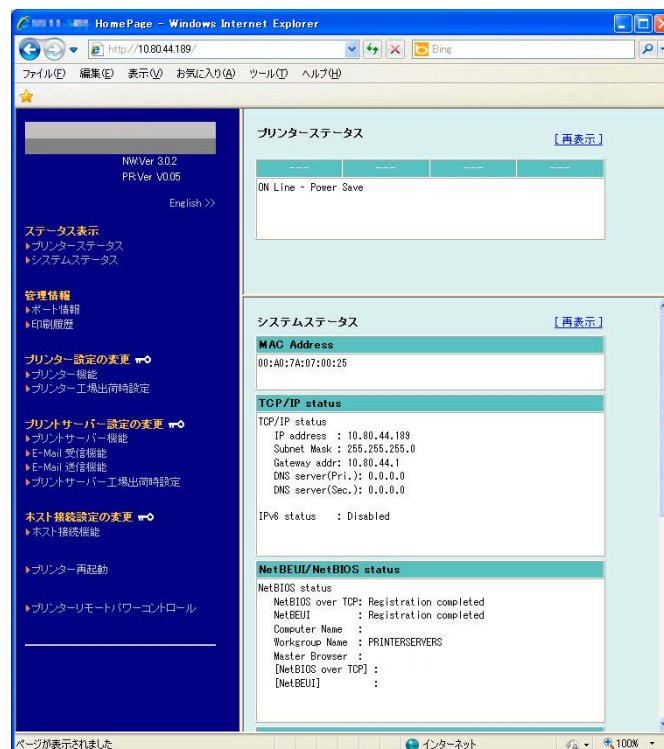 HomePage - Windows Internet Explorer
http://10.80.44.189/
Bing
ファイル(F) 編集(E) 表示(V) お気に入り(A) ツール(T) ヘルプ(H)
NW:Ver 3.0.2
PR:Ver V0.05
English >>
ステータス表示
プリンターステータス
システムステータス
管理情報
ポート情報
印刷履歴
プリンター設定の変更
プリンター機能
プリンター工場出荷時設定
プリントサーバー設定の変更
プリントサーバー機能
E-Mail 受信機能
E-Mail 送信機能
プリントサーバー工場出荷時設定
ホスト接続設定の変更
ホスト接続機能
プリンター再起動
プリンターリモートパワーコントロール
プリンターステータス
[再表示]
--- --- --- ---
ON Line - Power Save
システムステータス
[再表示]
MAC Address
00:A0:7A:07:00:25
TCP/IP status
TCP/IP status
IP address : 10.80.44.189
Subnet Mask : 255.255.255.0
Gateway addr: 10.80.44.1
DNS server(Pri.): 0.0.0.0
DNS server(Sec.): 0.0.0.0
IPv6 status : Disabled
NetBEUI/NetBIOS status
NetBIOS status
NetBIOS over TCP: Registration completed
NetBEUI : Registration completed
Computer Name :
Workgroup Name : PRINTERSERVERS
Master Browser :
[NetBIOS over TCP] :
[NetBEUI] :
ページが表示されました
インターネット
100%